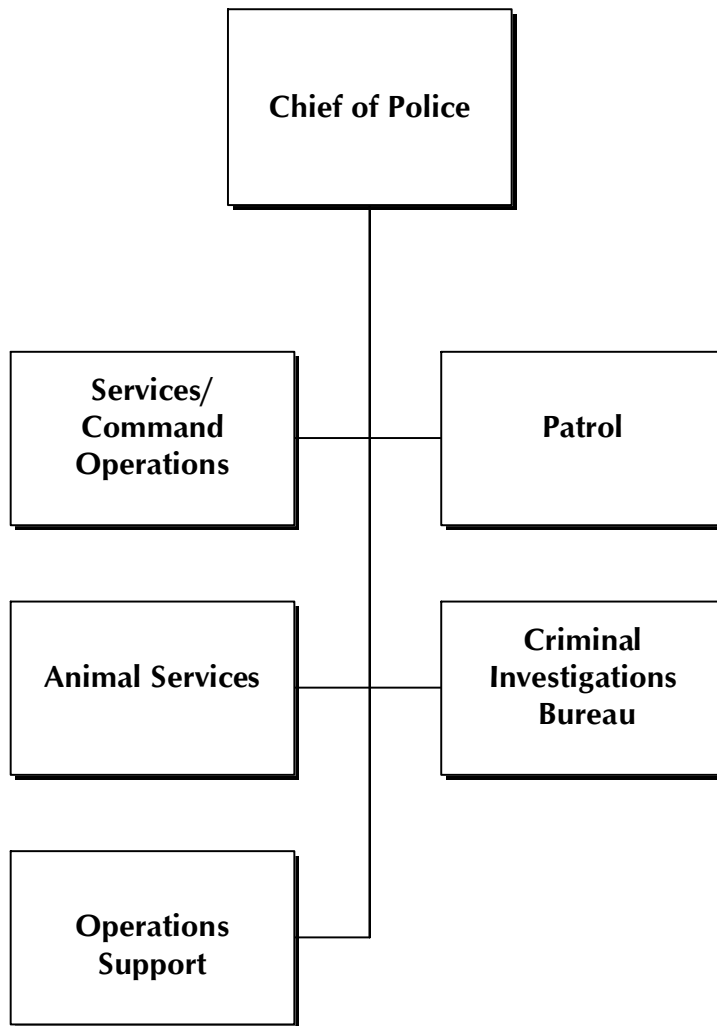 Chief of Police
Services/
Command
Operations
Patrol
Animal Services
Criminal
Investigations
Bureau
Operations
Support